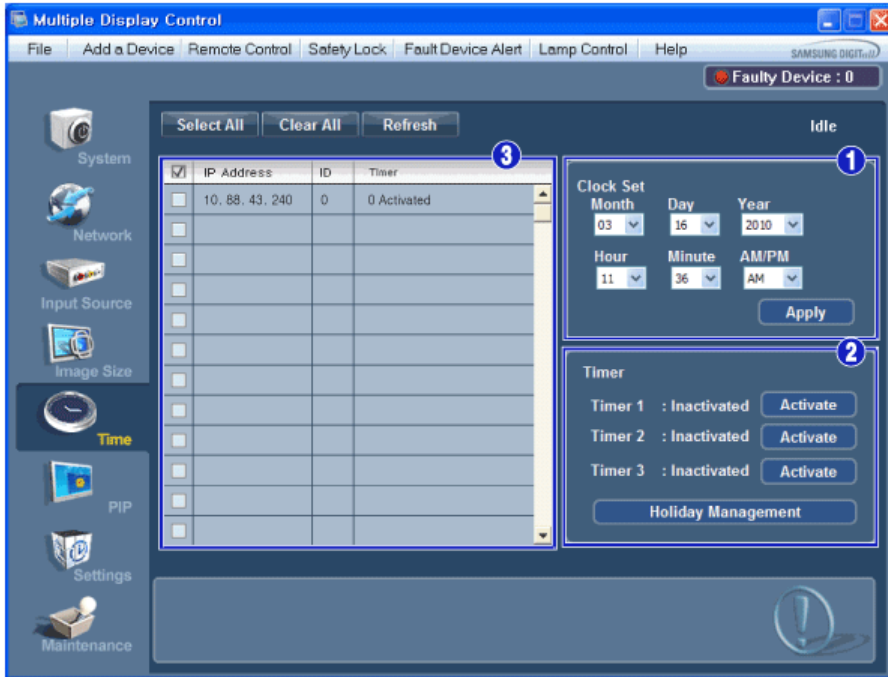 Multiple Display Control
File Add a Device Remote Control Safety Lock Fault Device Alert Lamp Control Help SAMSUNG DIGIT...
Faulty Device : 0
Select All Clear All Refresh Idle
System
Network
Input Source
Image Size
Time
PIP
Settings
Maintenance
3
IP Address ID Timer
10. 88. 43. 240 0 0 Activated
1
Clock Set
Month Day Year
03 16 2010
Hour Minute AM/PM
11 36 AM
Apply
2
Timer
Timer 1 : Inactivated Activate
Timer 2 : Inactivated Activate
Timer 3 : Inactivated Activate
Holiday Management